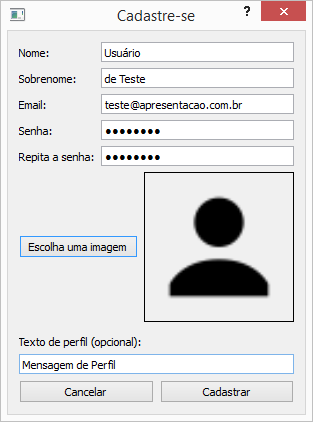 Cadastre-se ?
Nome: Usuário
Sobrenome: de Teste
Email: teste@apresentacao.com.br
Senha: ●●●●●●●●
Repita a senha: ●●●●●●●●
Escolha uma imagem
Texto de perfil (opcional):
Mensagem de Perfil
Cancelar Cadastrar